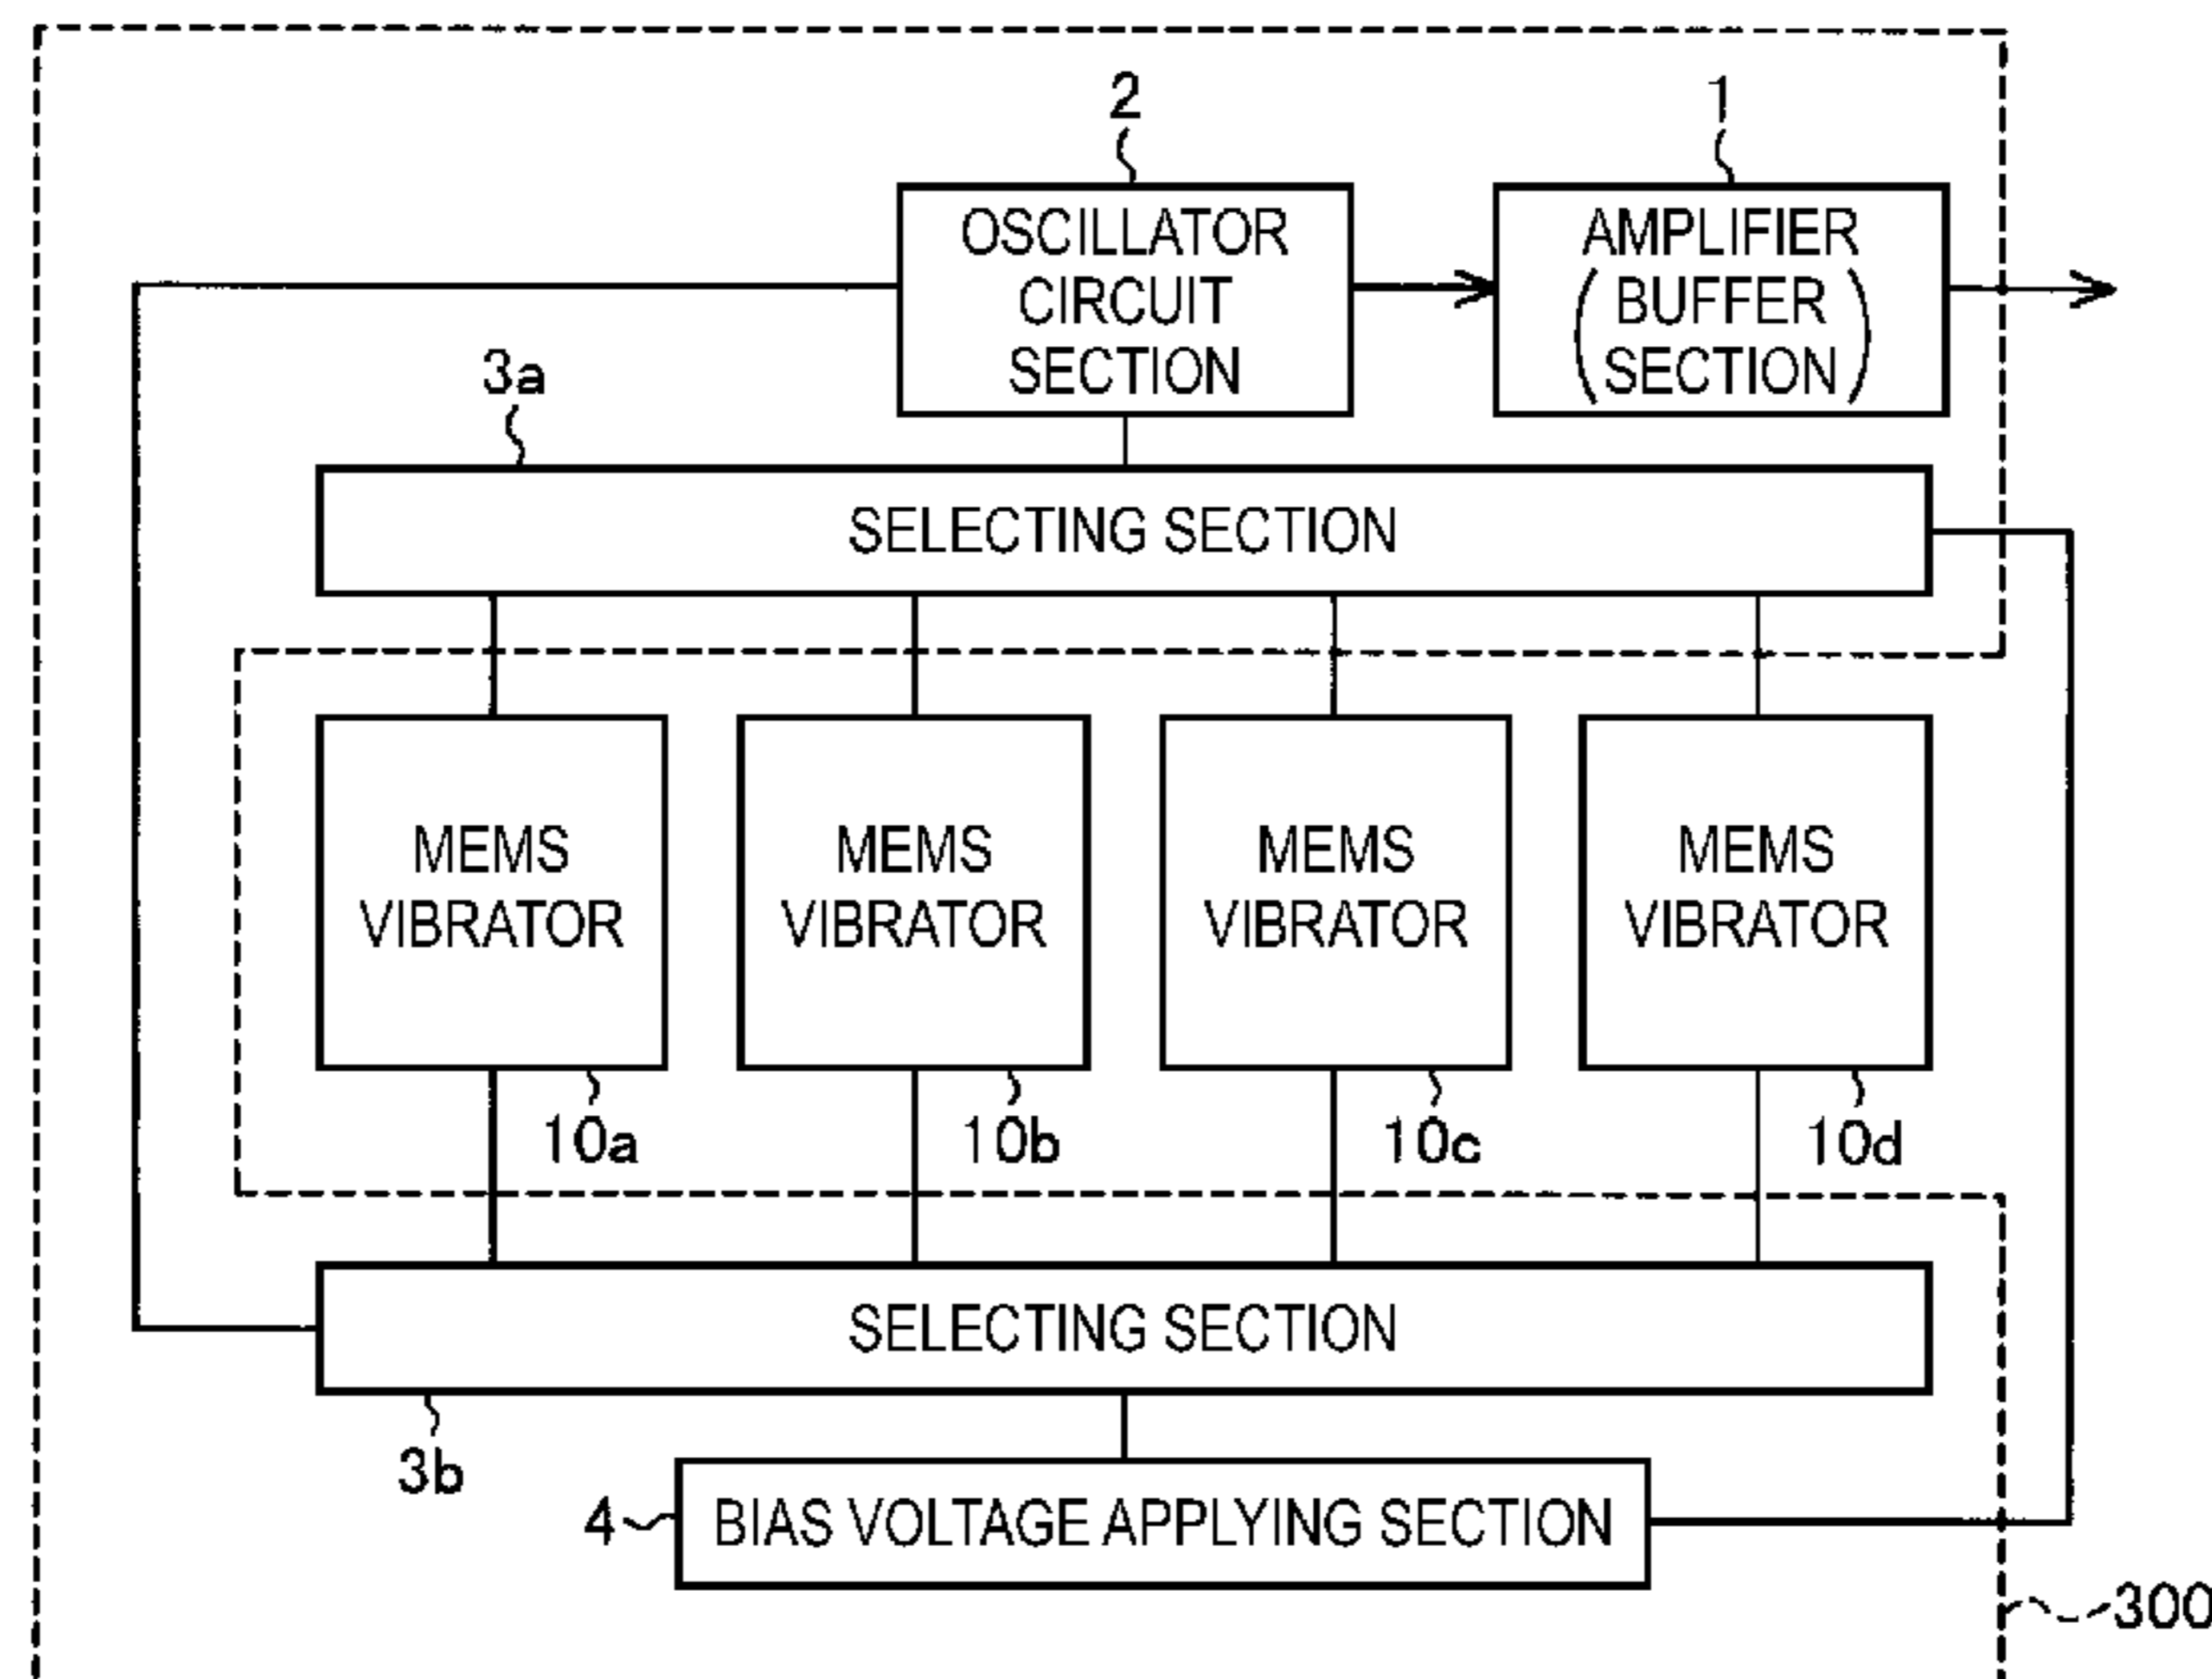 2
1
OSCILLATOR
CIRCUIT
SECTION
AMPLIFIER
(BUFFER
SECTION)
3a
SELECTING SECTION
MEMS
VIBRATOR
MEMS
VIBRATOR
MEMS
VIBRATOR
MEMS
VIBRATOR
10a
10b
10c
10d
SELECTING SECTION
3b
4
BIAS VOLTAGE APPLYING SECTION
300